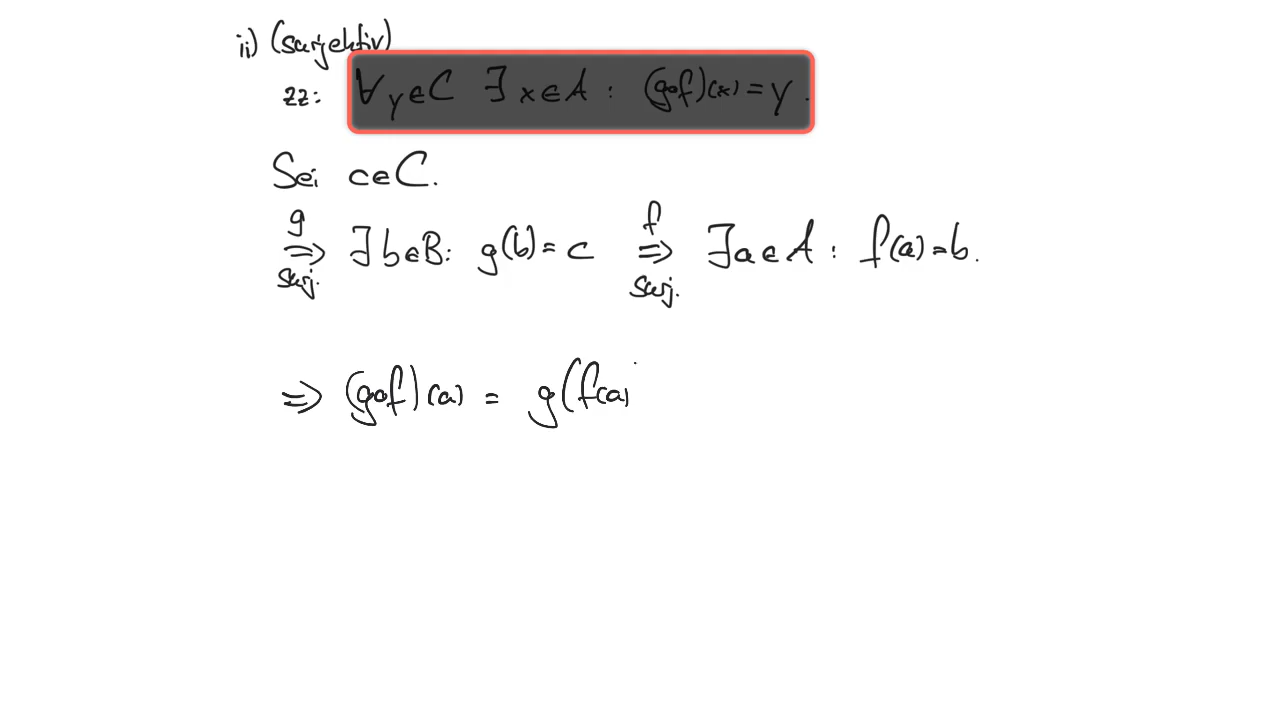 ii) (surjektiv)
zz: ∀ y∈C ∃ x∈A : (g∘f)(x) = y.
Sei c∈C.
g f
⇒ ∃ b∈B: g(b) = c ⇒ ∃ a∈A : f(a) = b.
surj. surj.
⇒ (g∘f)(a) = g(f(a)